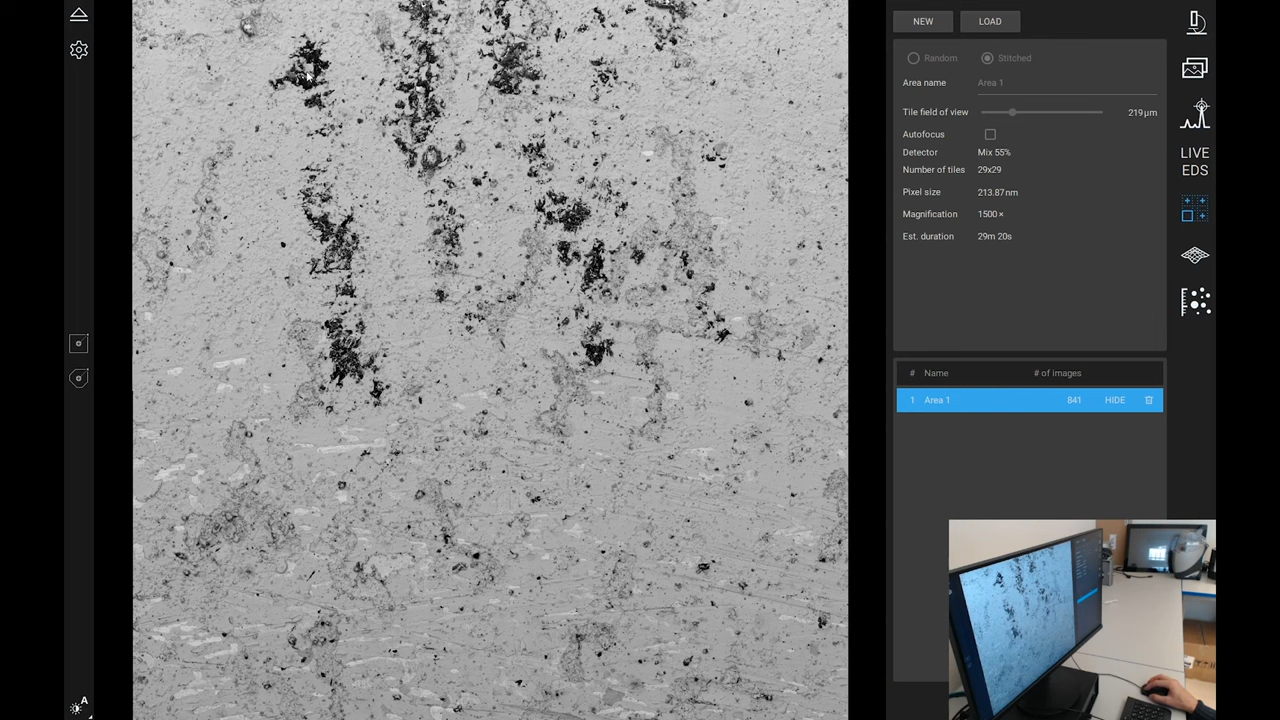 NEW LOAD
Random Stitched
Area name Area 1
Tile field of view 219 µm
Autofocus
Detector Mix 55%
Number of tiles 29x29
Pixel size 213.87 nm
Magnification 1500 ×
Est. duration 29m 20s
# Name # of images
1 Area 1 841 HIDE
LIVE
EDS
A